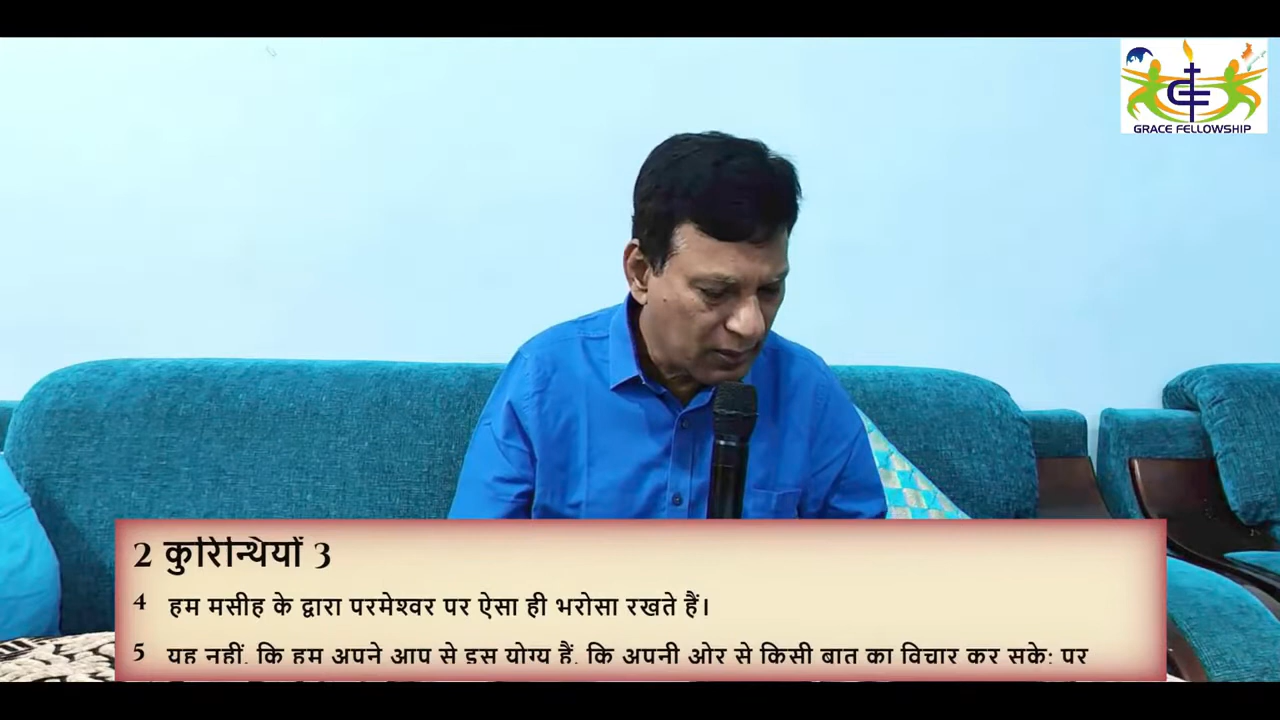 GRACE FELLOWSHIP
2 कुरिन्थियों 3
4 हम मसीह के द्वारा परमेश्वर पर ऐसा ही भरोसा रखते हैं।
5 यह नहीं, कि हम अपने आप से इस योग्य हैं, कि अपनी ओर से किसी बात का विचार कर सकें; पर